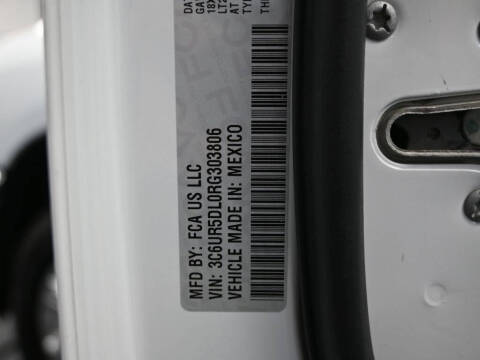 MFD BY: FCA US LLC
VIN: 3C6UR5DL0RG303806
VEHICLE MADE IN: MEXICO